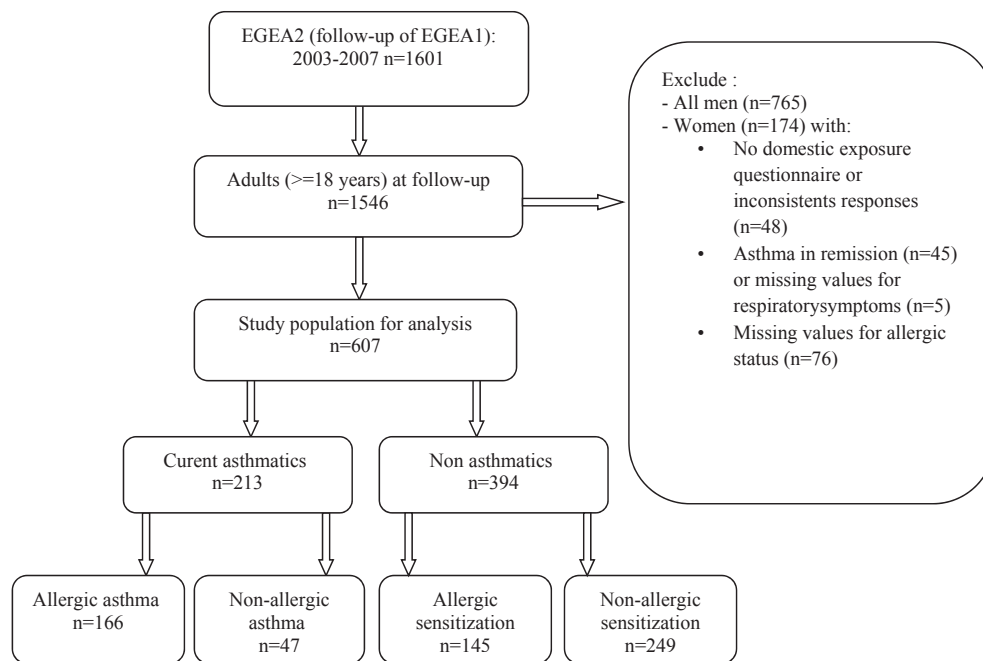 EGEA2 (follow-up of EGEA1):
2003-2007 n=1601
Exclude :
- All men (n=765)
- Women (n=174) with:
• No domestic exposure
questionnaire or
inconsistents responses
(n=48)
• Asthma in remission (n=45)
or missing values for
respiratorysymptoms (n=5)
• Missing values for allergic
status (n=76)
Adults (>=18 years) at follow-up
n=1546
Study population for analysis
n=607
Curent asthmatics
n=213
Non asthmatics
n=394
Allergic asthma
n=166
Non-allergic
asthma
n=47
Allergic
sensitization
n=145
Non-allergic
sensitization
n=249